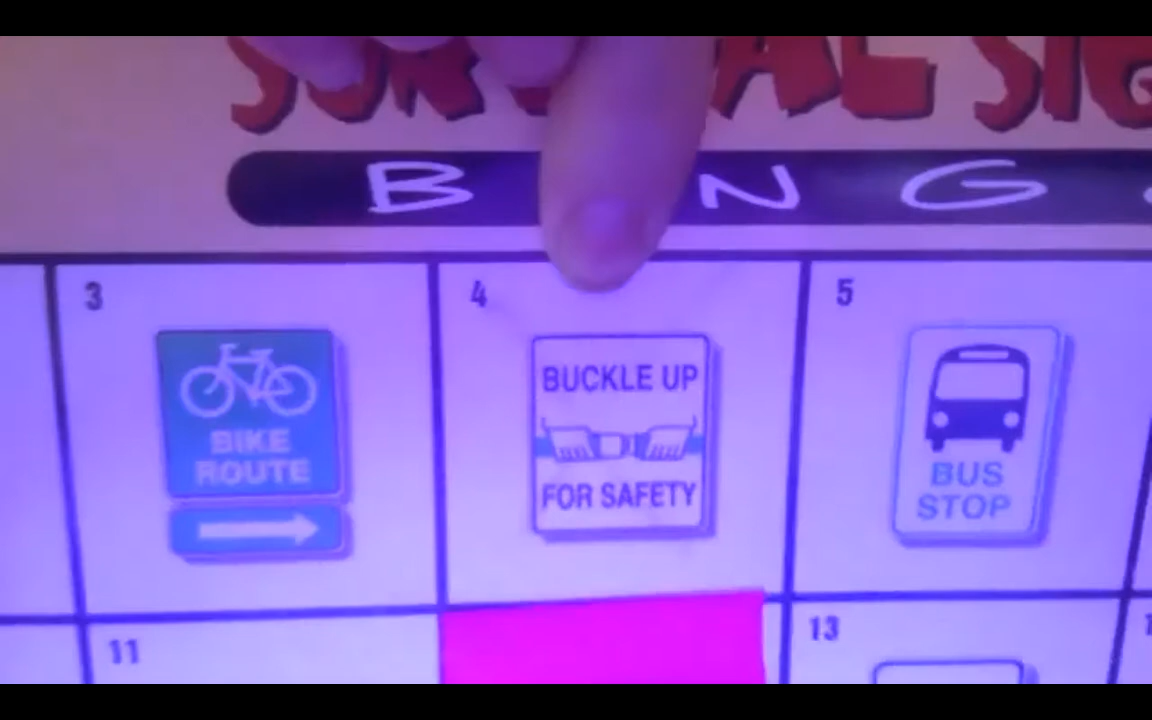 B N G
3
4
5
BIKE
ROUTE
BUCKLE UP
FOR SAFETY
BUS
STOP
11
13